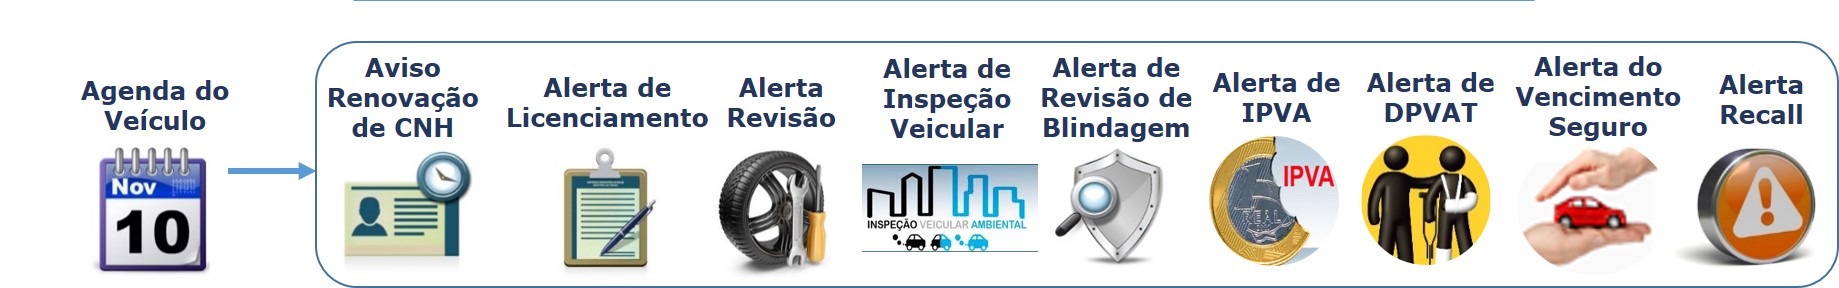 Agenda do
Veículo
Nov
10
Aviso
Renovação
de CNH
Alerta de
Licenciamento
Alerta
Revisão
Alerta de
Inspeção
Veicular
INSPEÇÃO VEICULAR AMBIENTAL
Alerta de
Revisão de
Blindagem
Alerta de
IPVA
IPVA
REAL
Alerta de
DPVAT
Alerta do
Vencimento
Seguro
Alerta
Recall